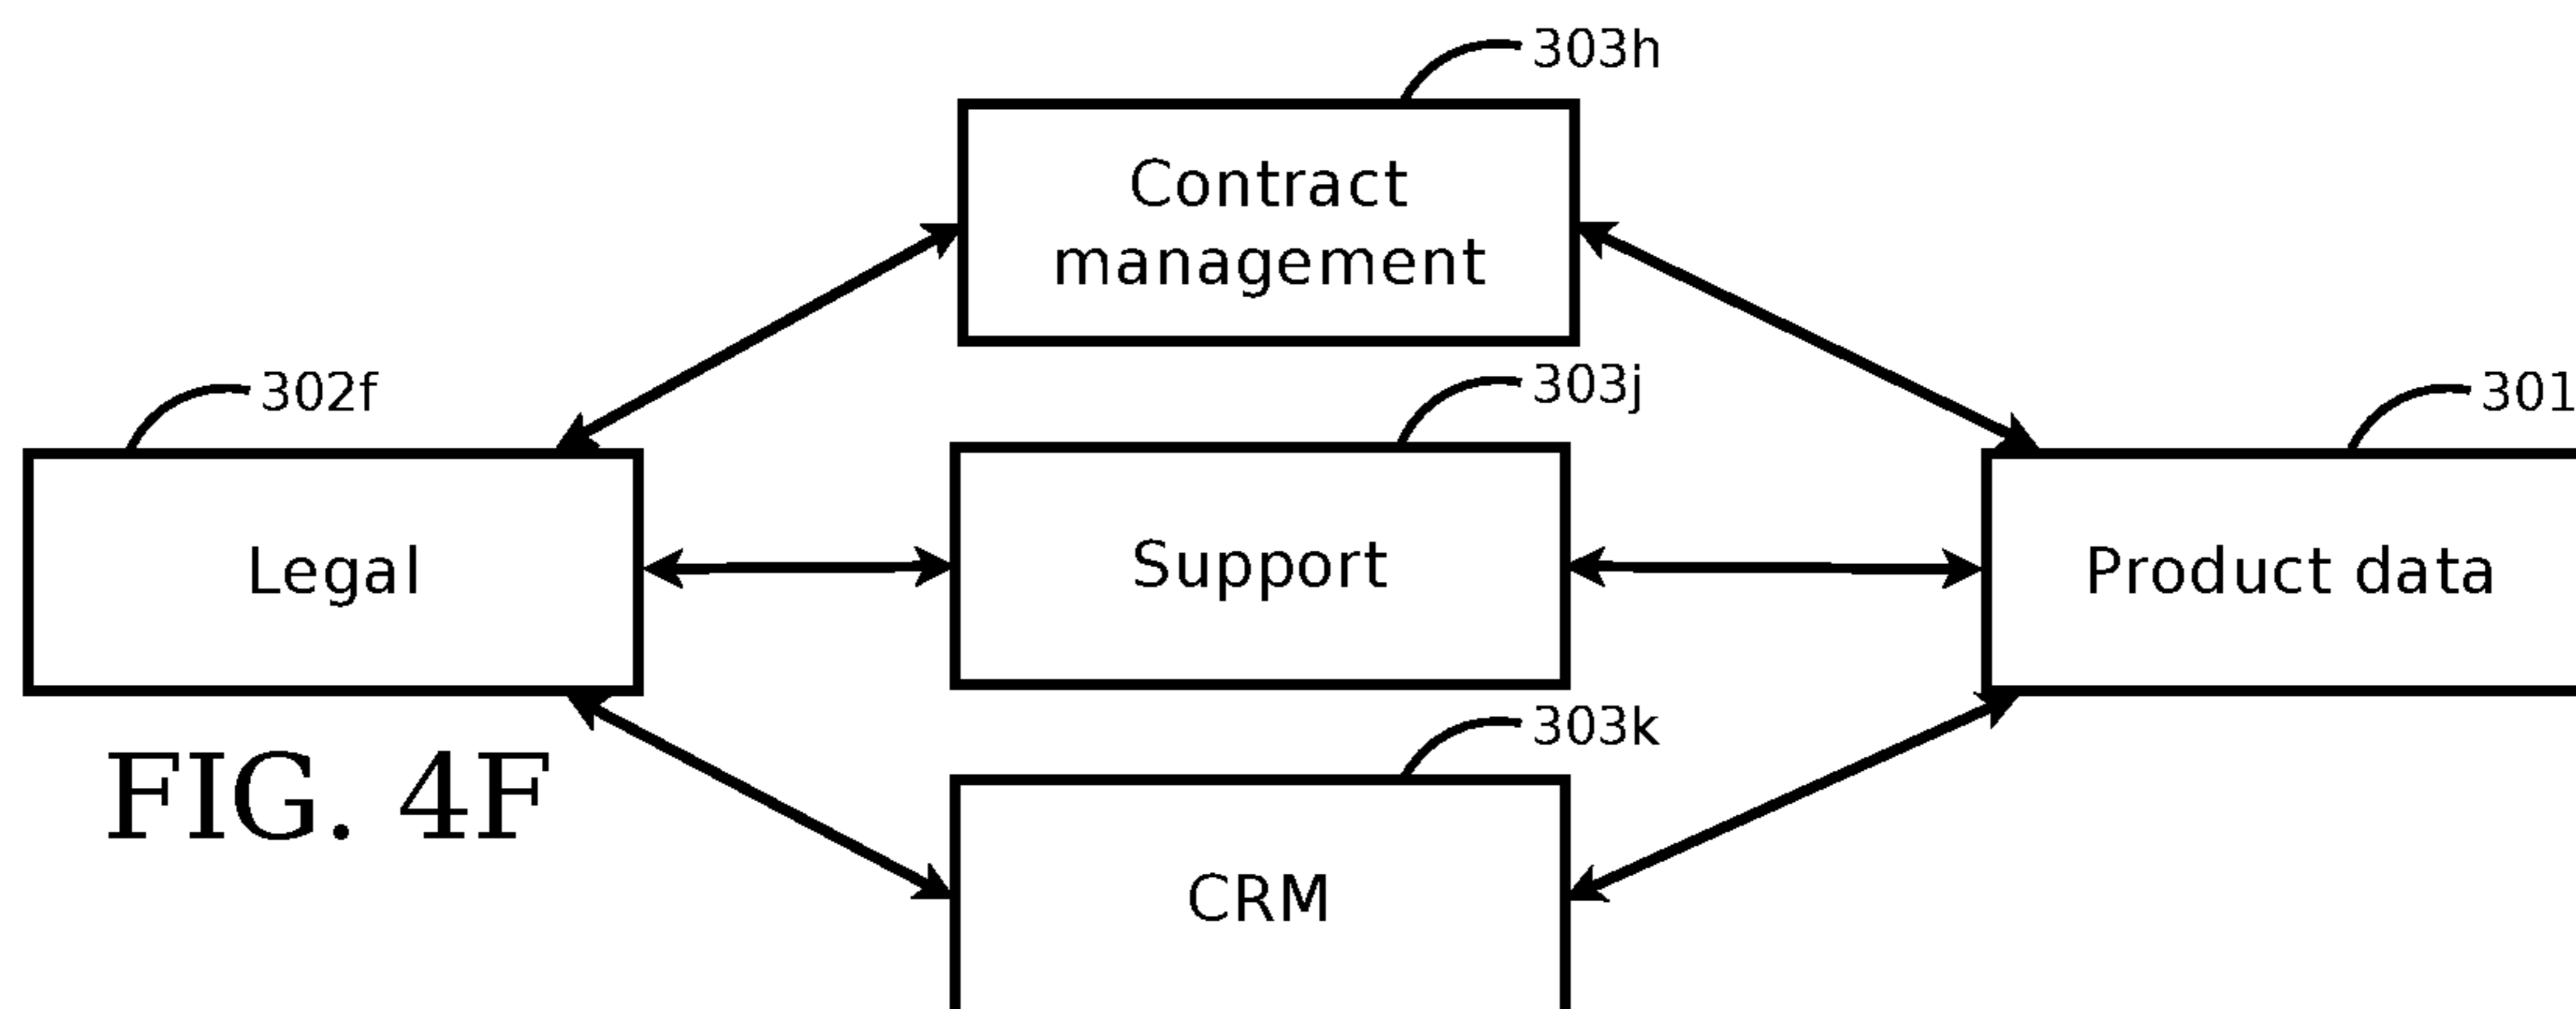 303h
Contract
management
303j
302f
301
Legal
Support
Product data
303k
FIG. 4F
CRM